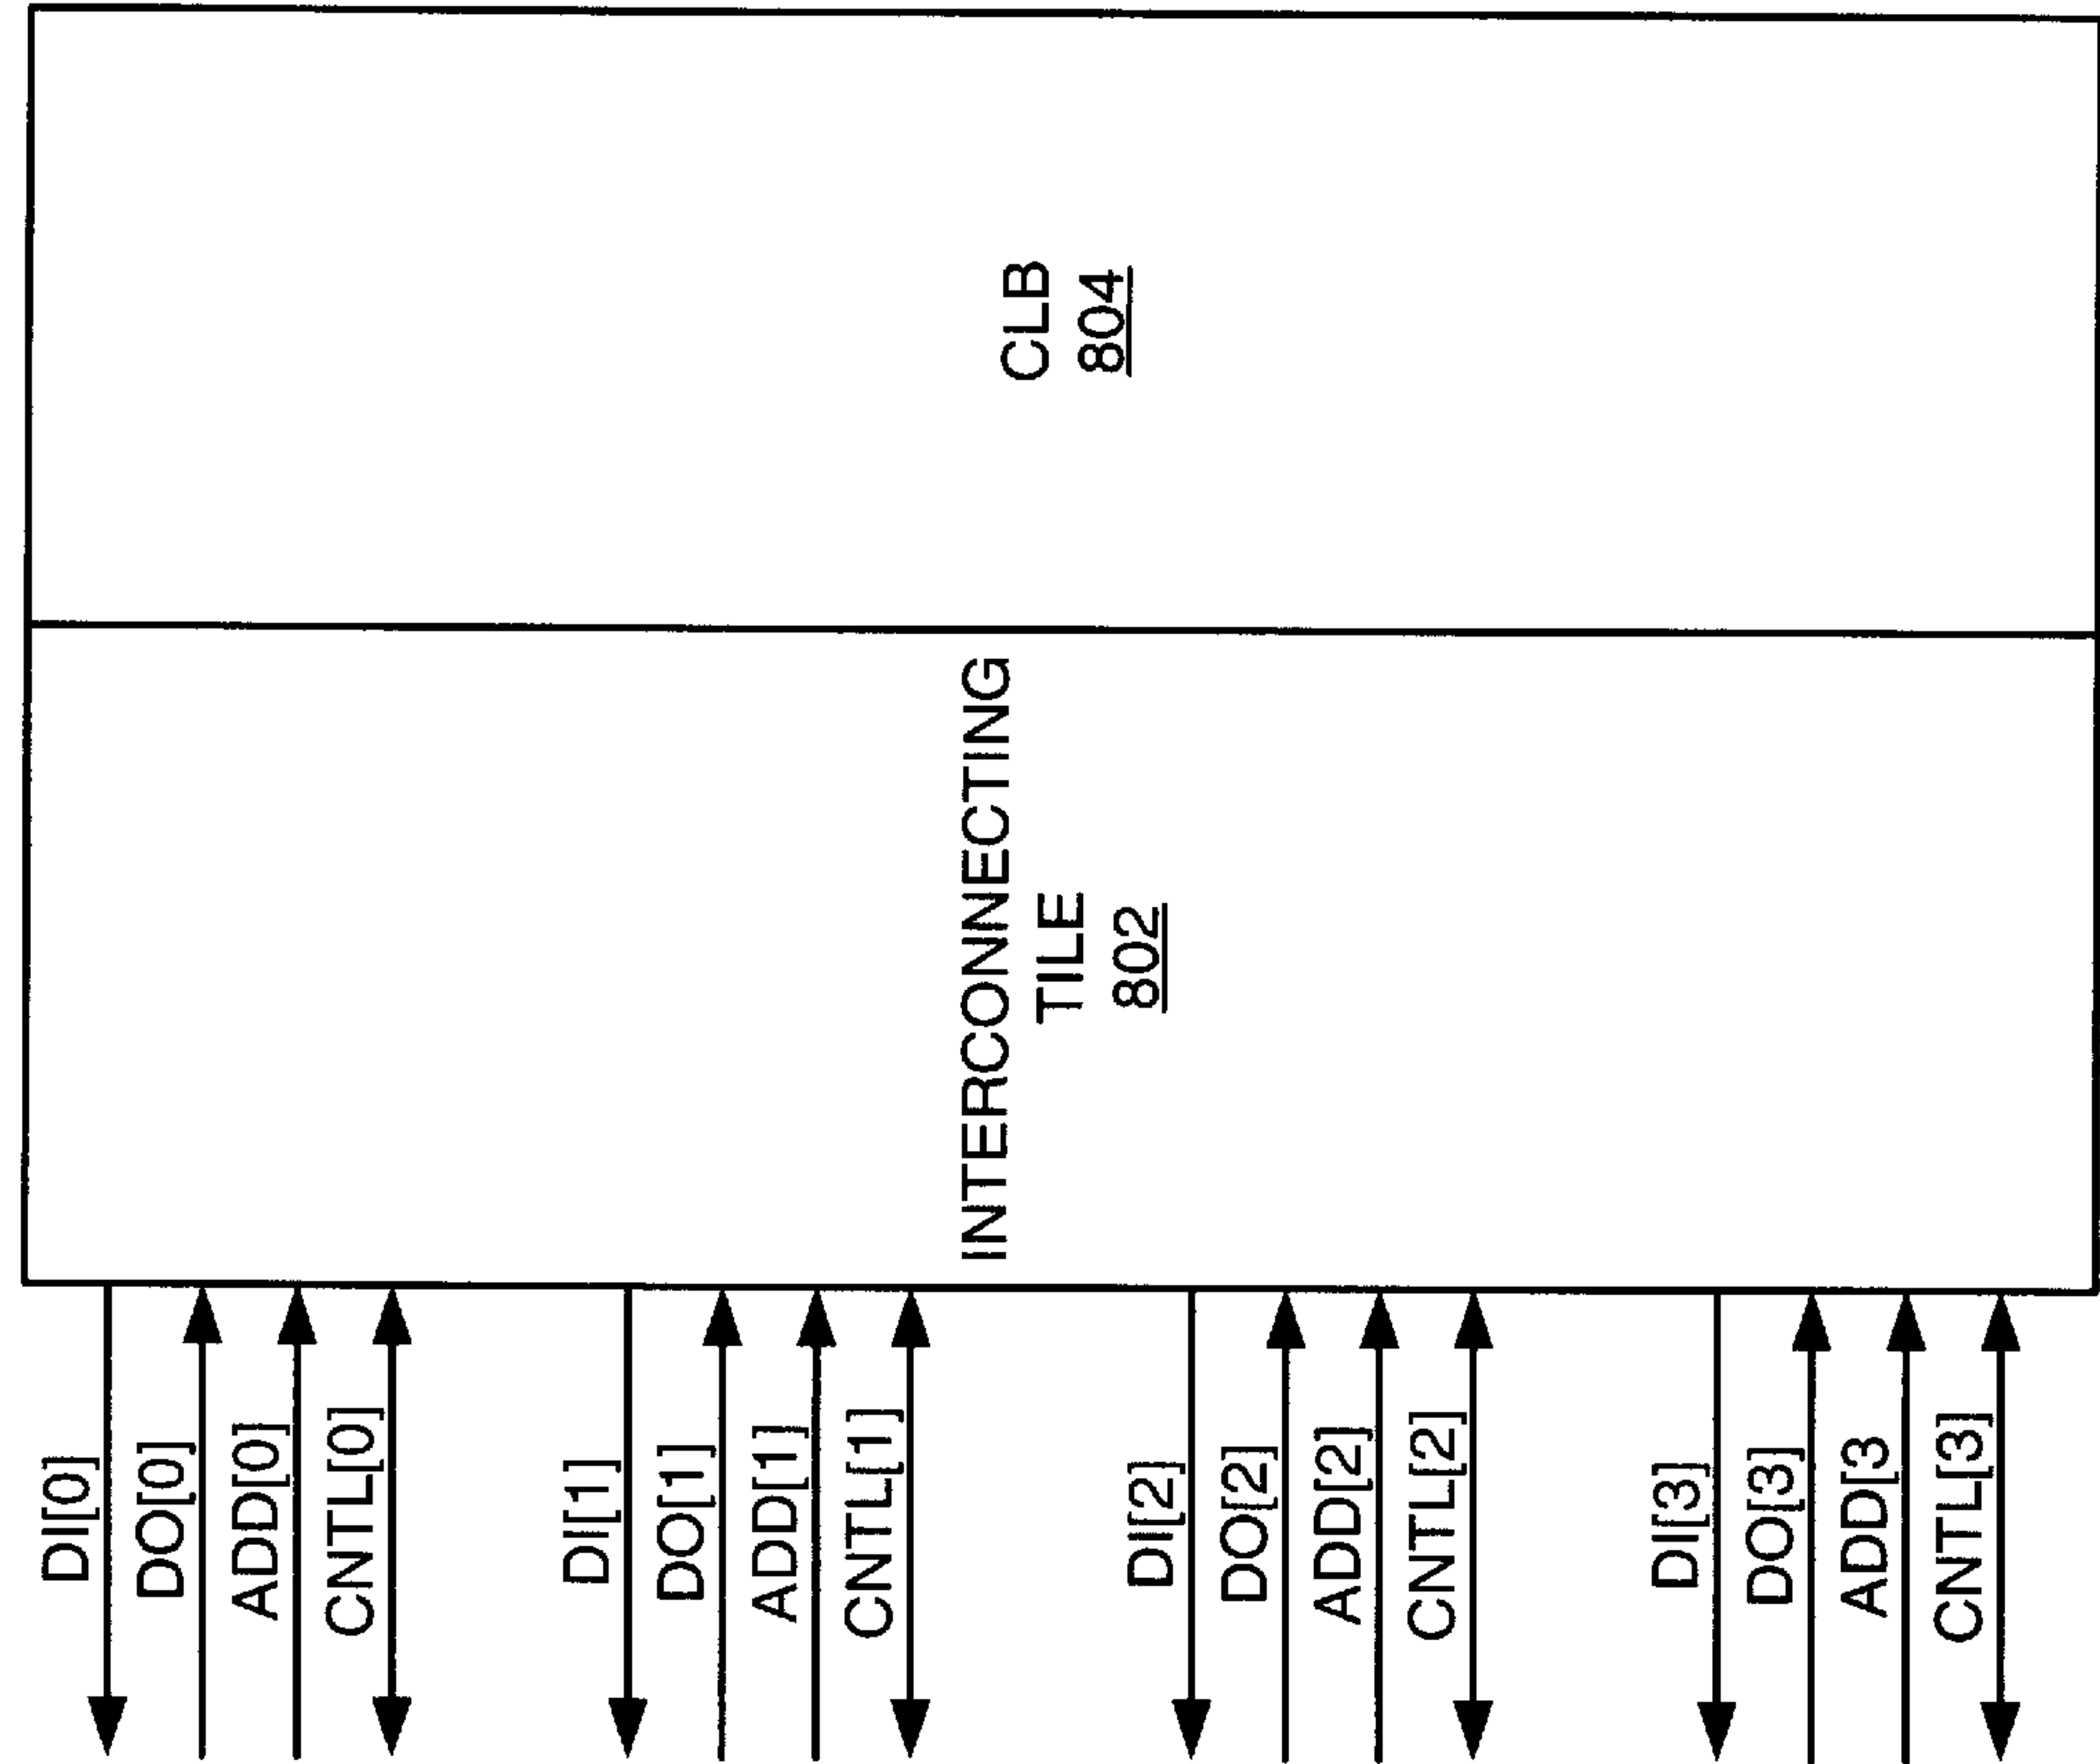 DI[0]
DO[0]
ADD[0]
CNTL[0]
DI[1]
DO[1]
ADD[1]
CNTL[1]
DI[2]
DO[2]
ADD[2]
CNTL[2]
DI[3]
DO[3]
ADD[3
CNTL[3]
INTERCONNECTING
TILE
802
CLB
804